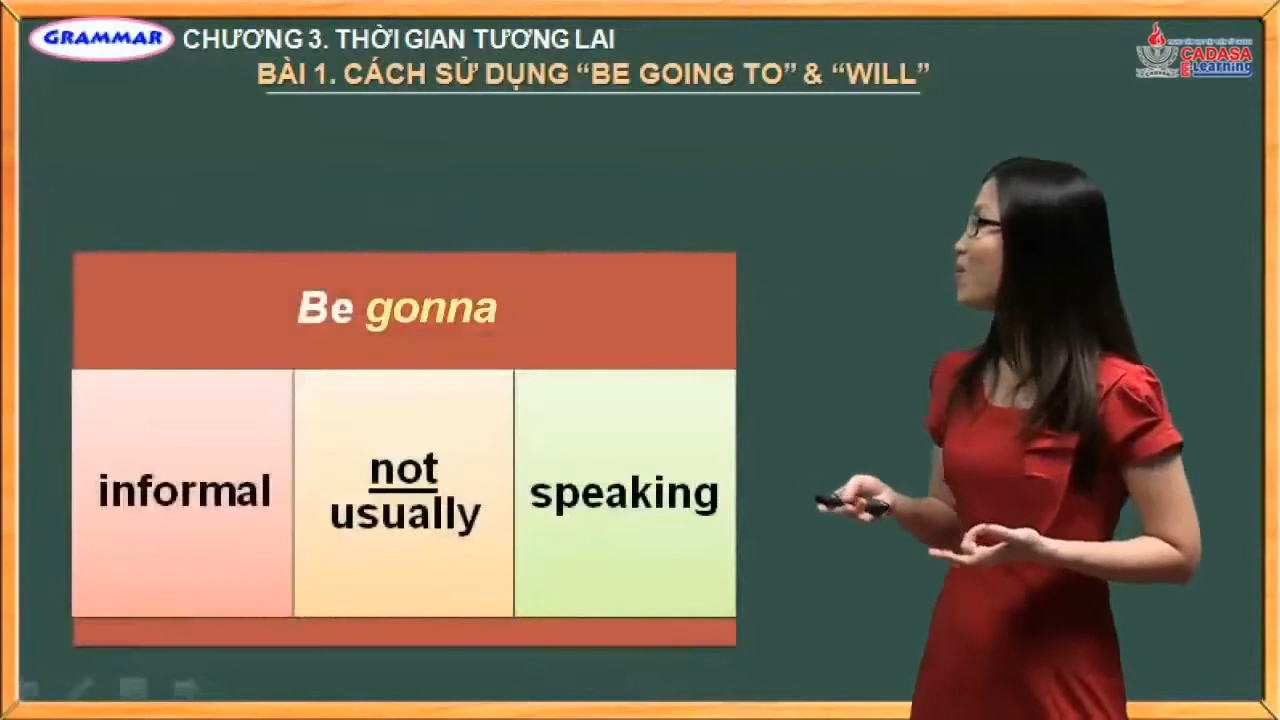 GRAMMAR
CHƯƠNG 3. THỜI GIAN TƯƠNG LAI
BÀI 1. CÁCH SỬ DỤNG “BE GOING TO” & “WILL”
CADASA
E Learning
Be gonna
informal
not
usually
speaking